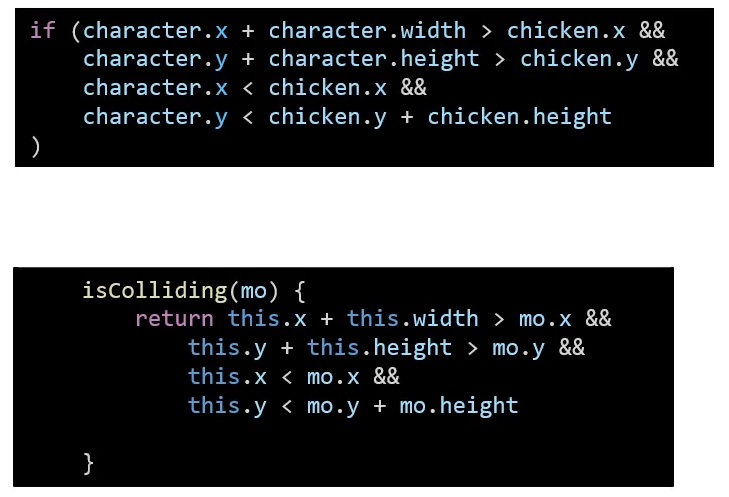 if (character.x + character.width > chicken.x &&
    character.y + character.height > chicken.y &&
    character.x < chicken.x &&
    character.y < chicken.y + chicken.height
)
isColliding(mo) {
    return this.x + this.width > mo.x &&
        this.y + this.height > mo.y &&
        this.x < mo.x &&
        this.y < mo.y + mo.height
}